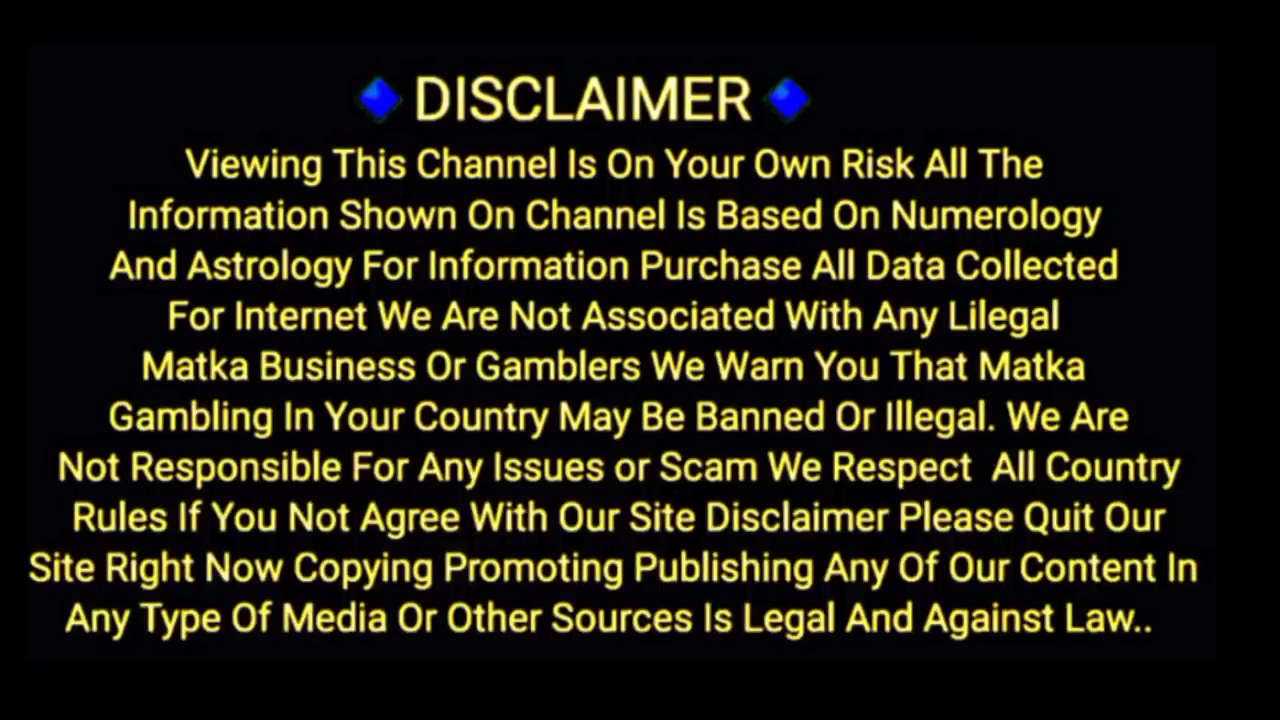 🔹DISCLAIMER🔹
Viewing This Channel Is On Your Own Risk All The
Information Shown On Channel Is Based On Numerology
And Astrology For Information Purchase All Data Collected
For Internet We Are Not Associated With Any Lilegal
Matka Business Or Gamblers We Warn You That Matka
Gambling In Your Country May Be Banned Or Illegal. We Are
Not Responsible For Any Issues or Scam We Respect  All Country
Rules If You Not Agree With Our Site Disclaimer Please Quit Our
Site Right Now Copying Promoting Publishing Any Of Our Content In
Any Type Of Media Or Other Sources Is Legal And Against Law..